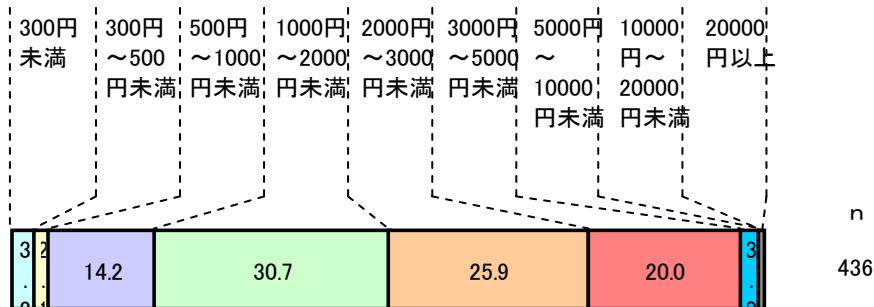 300円 300円 500円 1000円 2000円 3000円 5000円 10000 20000
未満 ～500 ～1000 ～2000 ～3000 ～5000 ～ 円～ 円以上
円未満 円未満 円未満 円未満 円未満 10000 20000
円未満 円未満
n
14.2 30.7 25.9 20.0 436